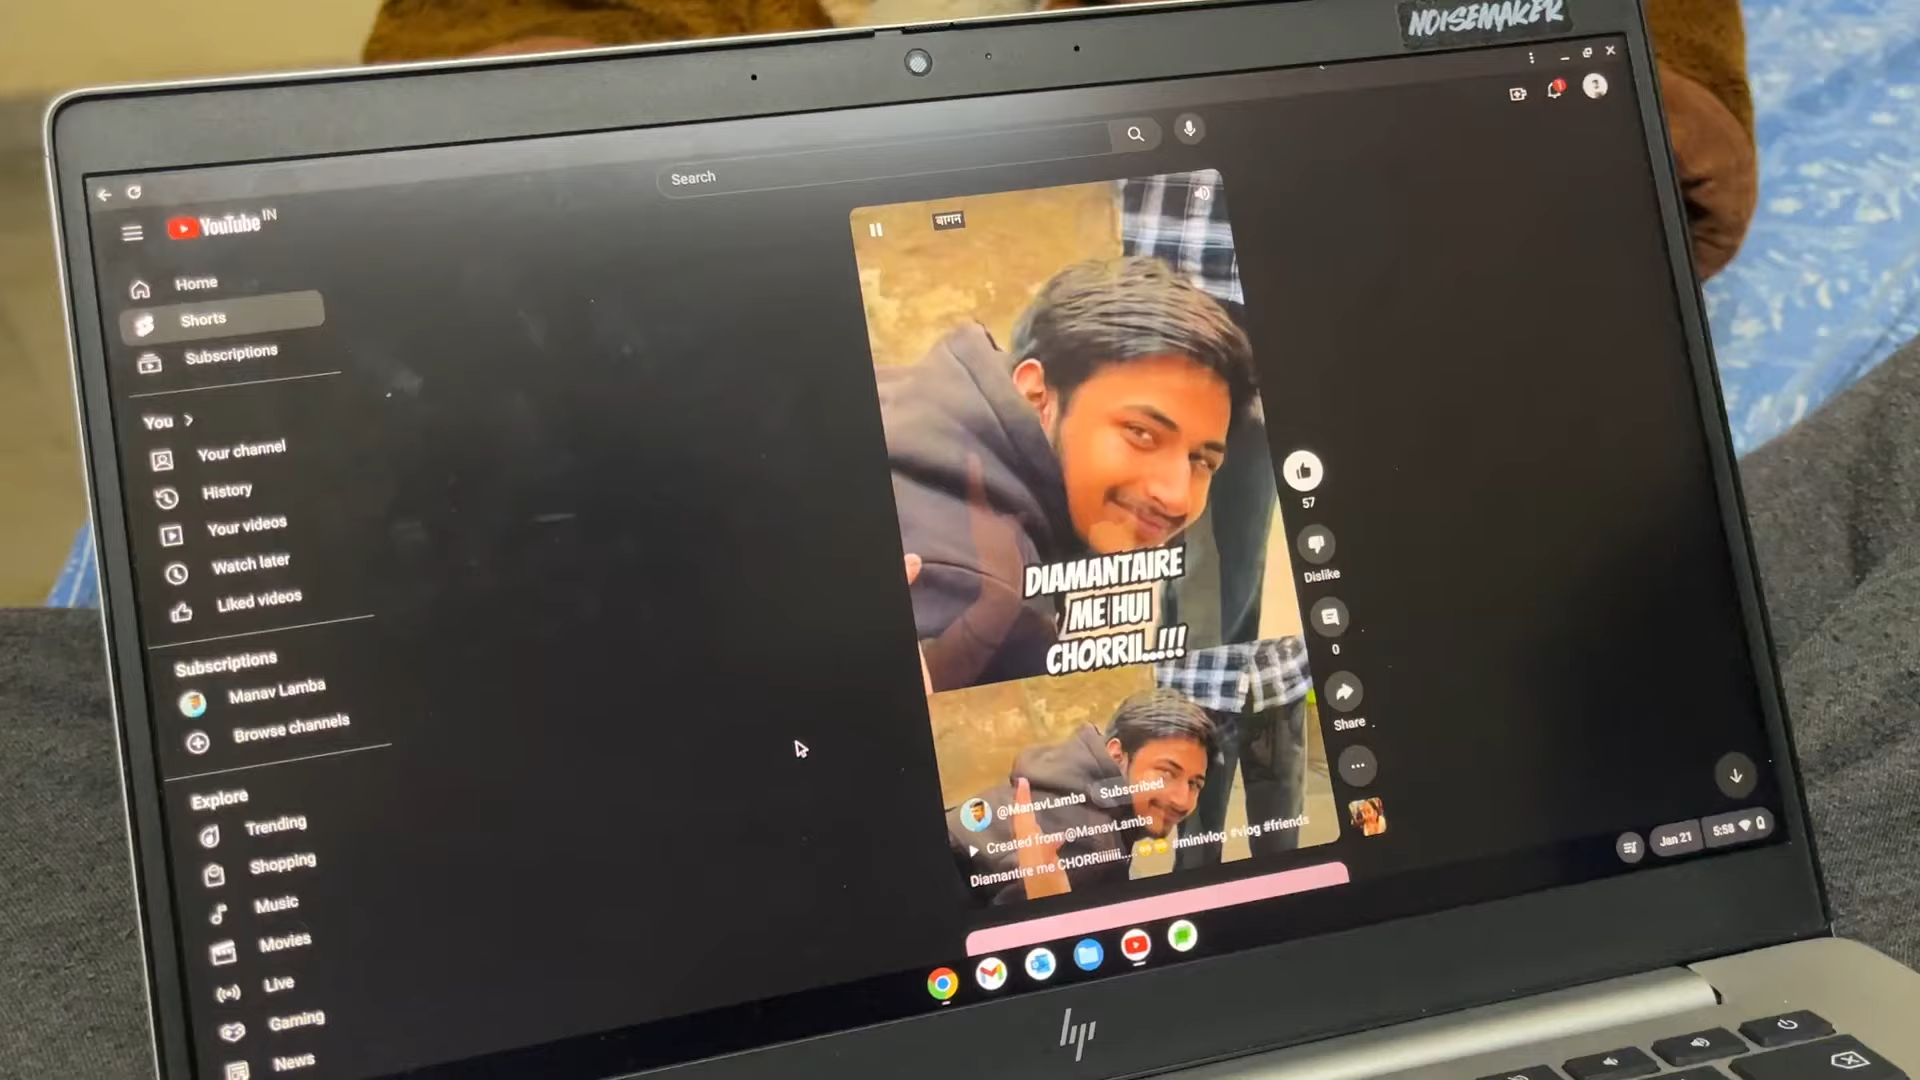 NOISEMAKER
Search
YouTube IN
Home
Shorts
Subscriptions
You
Your channel
History
Your videos
Watch later
Liked videos
Subscriptions
Manav Lamba
Browse channels
Explore
Trending
Shopping
Music
Movies
Live
Gaming
News
वागन
DIAMANTAIRE
ME HUI
CHORRII..!!!
@ManavLamba Subscribed
Created from @ManavLamba
Diamantire me CHORRiiiiiii..... #minivlog #vlog #friends
57
Dislike
0
Share
Jan 21 5:58
hp